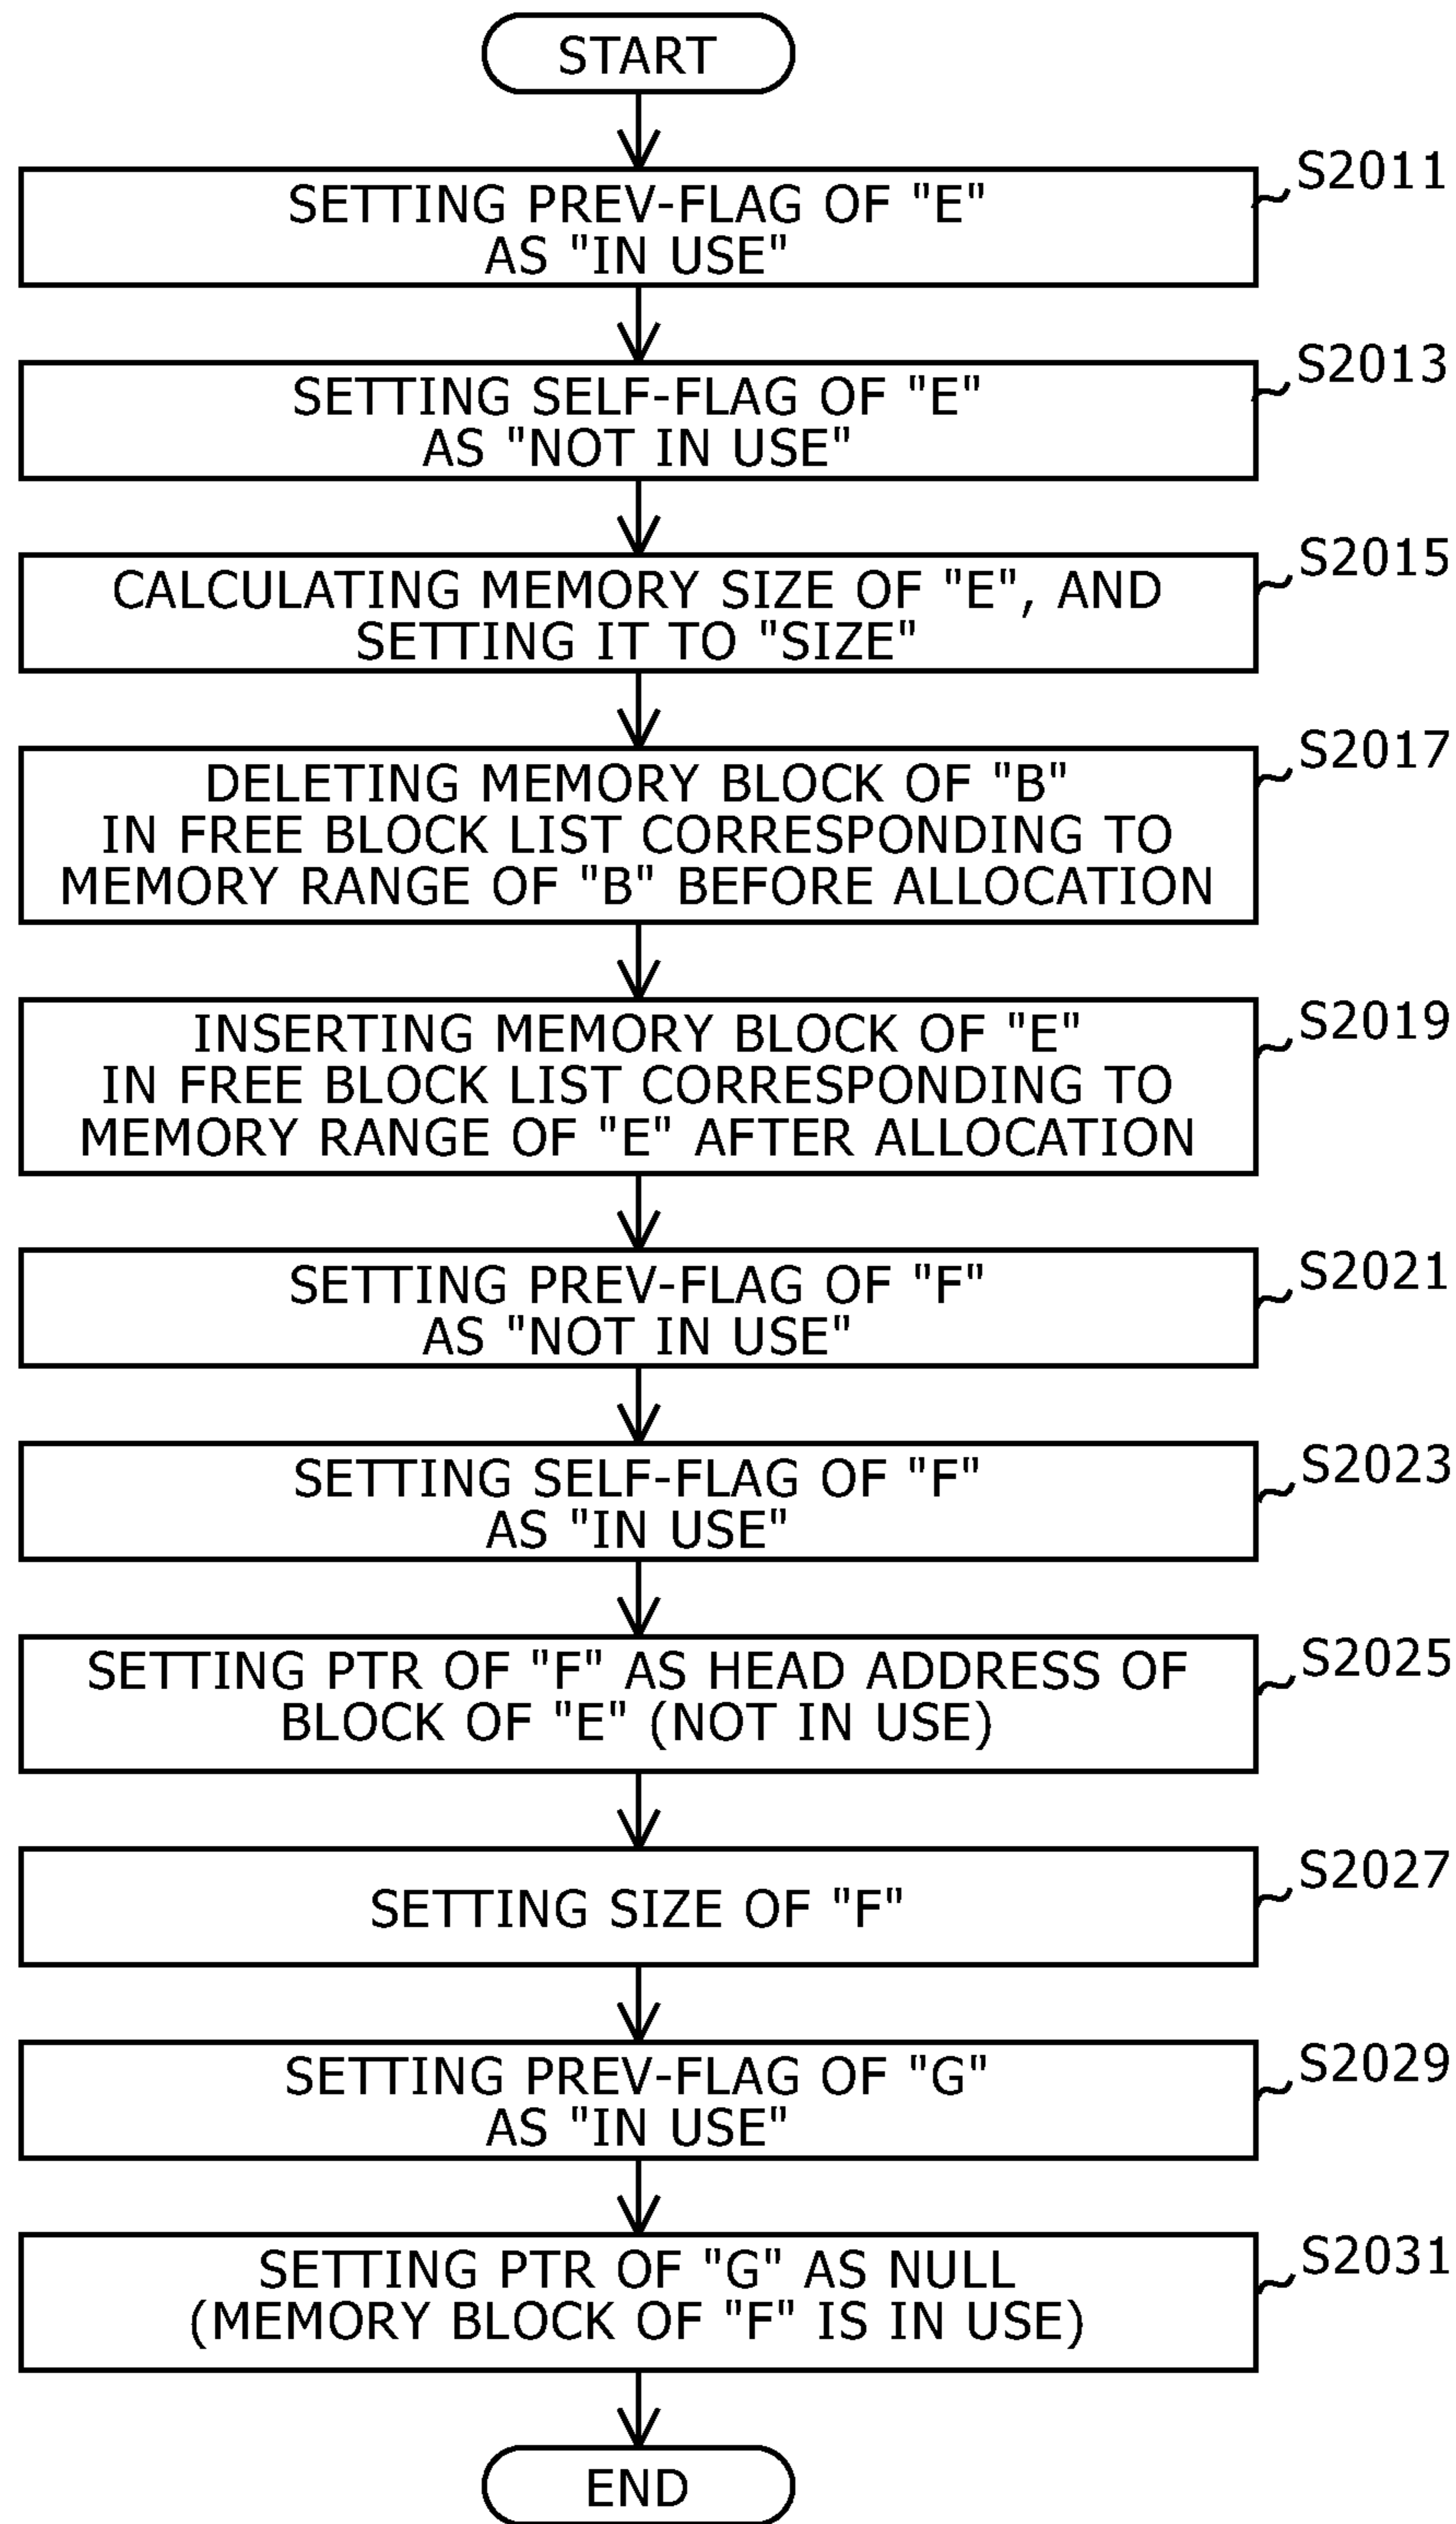 START
S2011
SETTING PREV-FLAG OF "E"
AS "IN USE"
S2013
SETTING SELF-FLAG OF "E"
AS "NOT IN USE"
S2015
CALCULATING MEMORY SIZE OF "E", AND
SETTING IT TO "SIZE"
S2017
DELETING MEMORY BLOCK OF "B"
IN FREE BLOCK LIST CORRESPONDING TO
MEMORY RANGE OF "B" BEFORE ALLOCATION
S2019
INSERTING MEMORY BLOCK OF "E"
IN FREE BLOCK LIST CORRESPONDING TO
MEMORY RANGE OF "E" AFTER ALLOCATION
S2021
SETTING PREV-FLAG OF "F"
AS "NOT IN USE"
S2023
SETTING SELF-FLAG OF "F"
AS "IN USE"
S2025
SETTING PTR OF "F" AS HEAD ADDRESS OF
BLOCK OF "E" (NOT IN USE)
S2027
SETTING SIZE OF "F"
S2029
SETTING PREV-FLAG OF "G"
AS "IN USE"
S2031
SETTING PTR OF "G" AS NULL
(MEMORY BLOCK OF "F" IS IN USE)
END